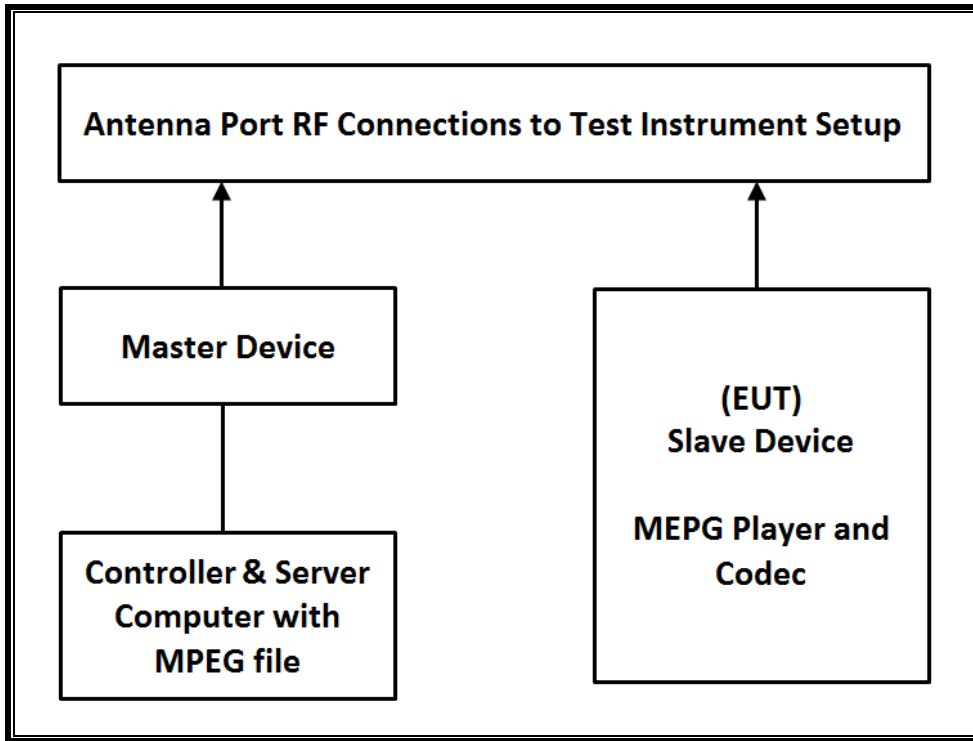 Antenna Port RF Connections to Test Instrument Setup
Master Device
(EUT)
Slave Device
MEPG Player and
Codec
Controller & Server
Computer with
MPEG file